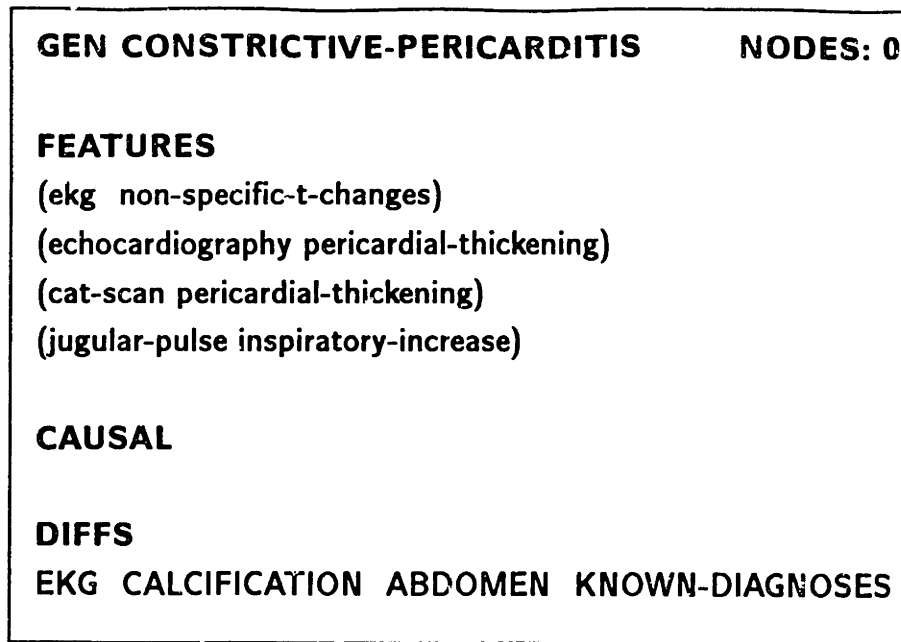 GEN CONSTRICTIVE-PERICARDITIS NODES: 0
FEATURES
(ekg non-specific-t-changes)
(echocardiography pericardial-thickening)
(cat-scan pericardial-thickening)
(jugular-pulse inspiratory-increase)
CAUSAL
DIFFS
EKG CALCIFICATION ABDOMEN KNOWN-DIAGNOSES